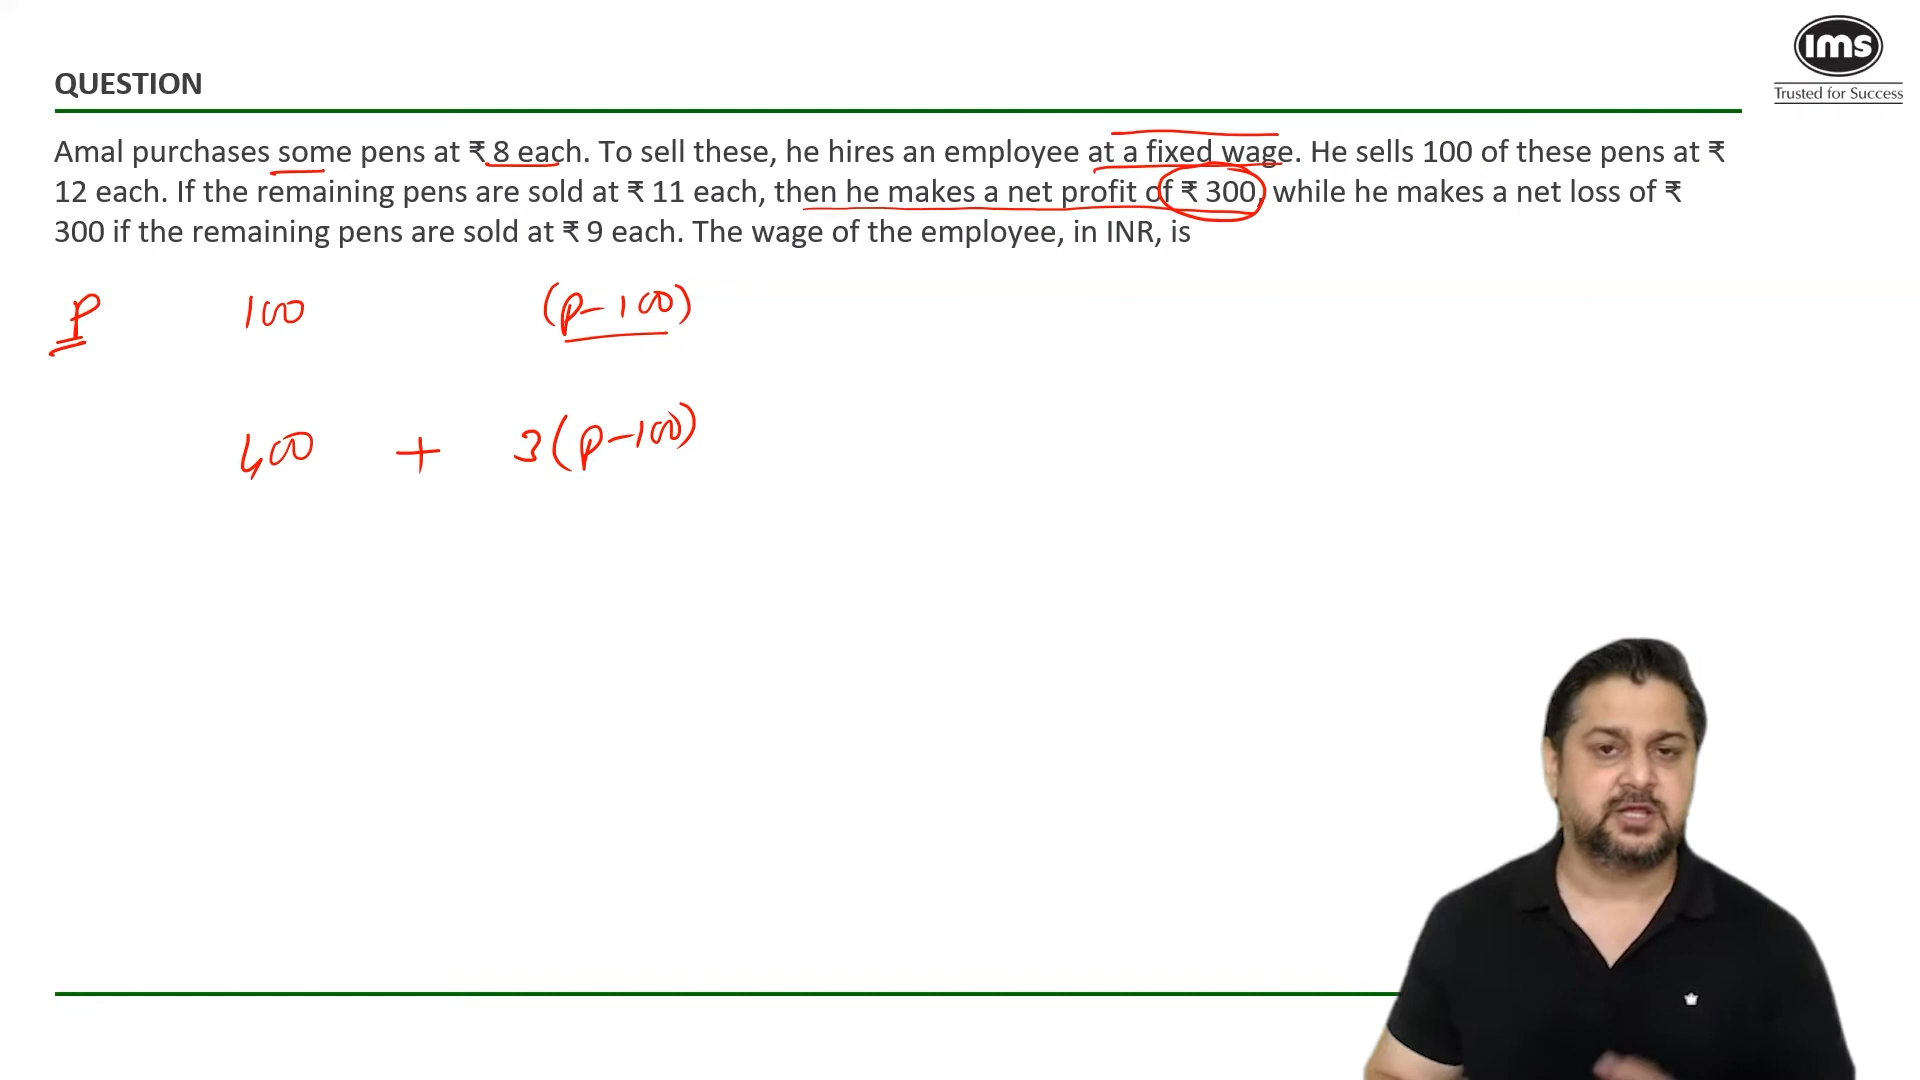 ims
Trusted for Success
QUESTION
Amal purchases some pens at ₹ 8 each. To sell these, he hires an employee at a fixed wage. He sells 100 of these pens at ₹
12 each. If the remaining pens are sold at ₹ 11 each, then he makes a net profit of ₹ 300, while he makes a net loss of ₹
300 if the remaining pens are sold at ₹ 9 each. The wage of the employee, in INR, is
P 100 (P-100)
400 + 3(P-100)